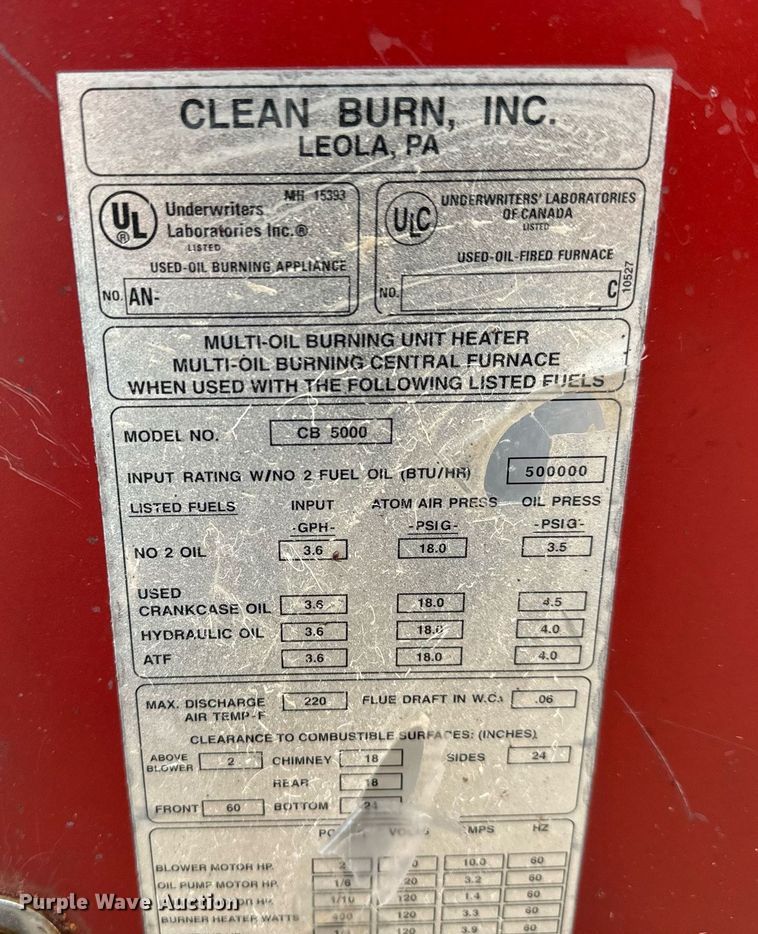 CLEAN BURN, INC.
LEOLA, PA
MH 15393
UL
®
Underwriters
Laboratories Inc.®
LISTED
USED-OIL BURNING APPLIANCE
NO. AN-
ULC
UNDERWRITERS' LABORATORIES
OF CANADA
LISTED
USED-OIL-FIRED FURNACE
NO. C
10527
MULTI-OIL BURNING UNIT HEATER
MULTI-OIL BURNING CENTRAL FURNACE
WHEN USED WITH THE FOLLOWING LISTED FUELS
MODEL NO. CB 5000
INPUT RATING W/NO 2 FUEL OIL (BTU/HR) 500000
LISTED FUELS INPUT ATOM AIR PRESS OIL PRESS
-GPH- -PSIG- -PSIG-
NO 2 OIL 3.6 18.0 3.5
USED
CRANKCASE OIL 3.6 18.0 4.5
HYDRAULIC OIL 3.6 18.0 4.0
ATF 3.6 18.0 4.0
MAX. DISCHARGE 220 FLUE DRAFT IN W.C. .06
AIR TEMP-F
CLEARANCE TO COMBUSTIBLE SURFACES: (INCHES)
ABOVE
BLOWER 2 CHIMNEY 18 SIDES 24
REAR 18
FRONT 60 BOTTOM 24
HZ
BLOWER MOTOR HP. 2 10.0 60
OIL PUMP MOTOR HP. 1/6 120 3.2 60
HP. 1/10 120 1.4 60
BURNER HEATER WATTS 400 120 3.3 60
120 3.9 60
Purple Wave Auction